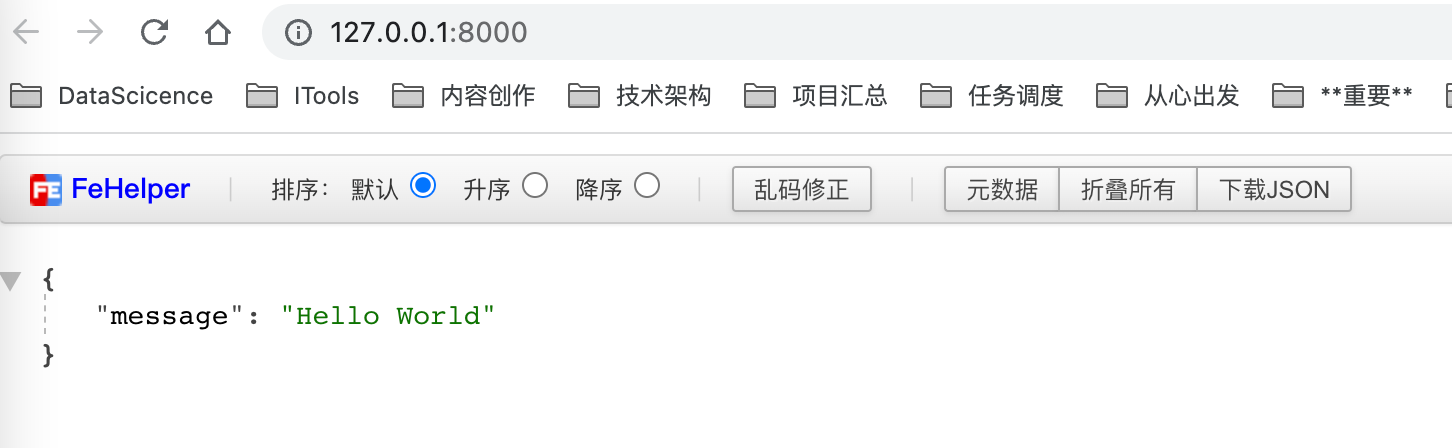 127.0.0.1:8000
DataScicence ITools 内容创作 技术架构 项目汇总 任务调度 从心出发 **重要**
FeHelper 排序： 默认 升序 降序 乱码修正 元数据 折叠所有 下载JSON
{
"message": "Hello World"
}